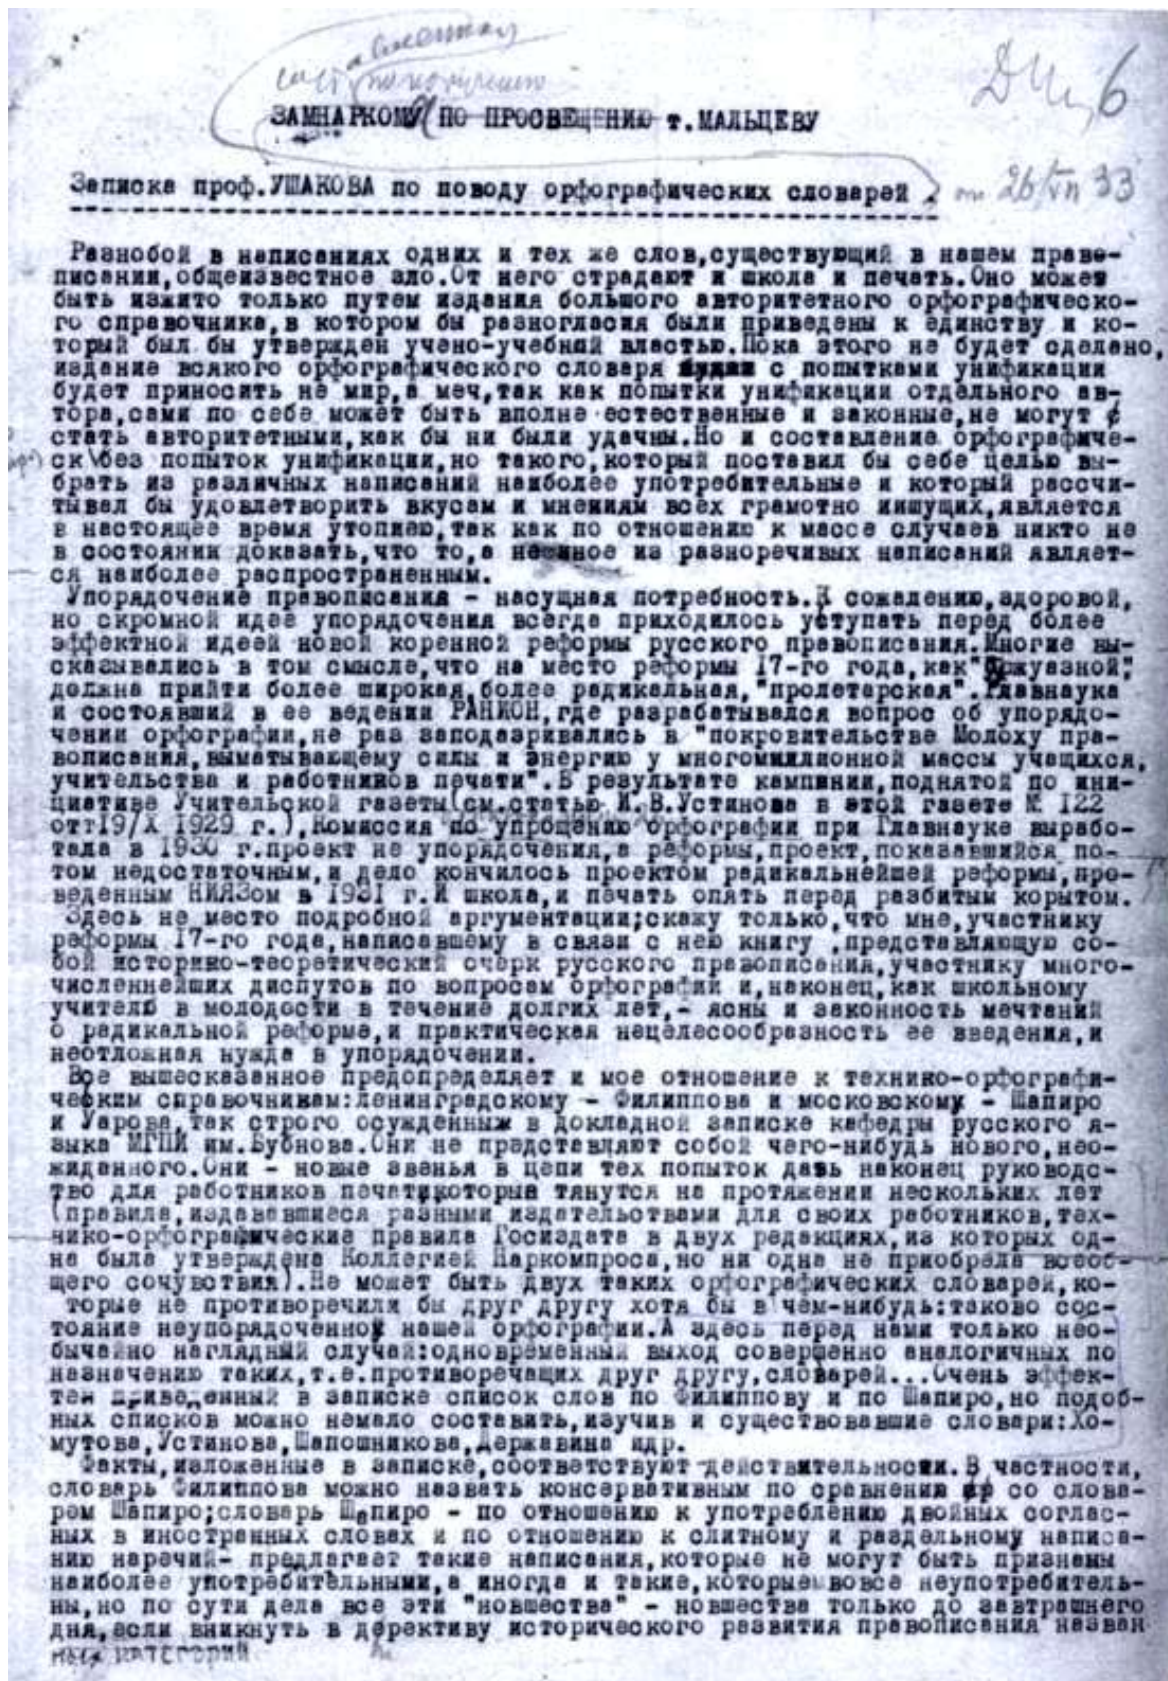 составленная
по поручению
ДЦ, 6
ЗАМНАРКОМУ ПО ПРОСВЕЩЕНИЮ т.МАЛЬЦЕВУ
Записка проф.УШАКОВА по поводу орфографических словарей. от 26/VII 33
Разнобой в написаниях одних и тех же слов,существующий в нашем право-
писании,общеизвестное зло.От него страдают и школа и печать.Оно может
быть изжито только путем издания большого авторитетного орфографическо-
го справочника,в котором бы разногласия были приведены к единству и ко-
торый был бы утвержден учено-учебной властью.Пока этого не будет сделано,
издание всякого орфографического словаря с попытками унификации
будет приносить не мир,а меч,так как попытки унификации отдельного ав-
тора,сами по себе может быть вполне естественные и законные,не могут
стать авторитетными,как бы ни были удачны.Но и составление орфографиче-
ск без попыток унификации,но такого,который поставил бы себе целью вы-
брать из различных написаний наиболее употребительные и который рассчи-
тывал бы удовлетворить вкусам и мнениям всех грамотно пишущих,является
в настоящее время утопиею,так как по отношению к массе случаев никто не
в состоянии доказать,что то,а не иное из разноречивых написаний являет-
ся наиболее распространенным.
Упорядочение правописания - насущная потребность.К сожалению,здоровой,
но скромной идее упорядочения всегда приходилось уступать перед более
эффектной идеей новой коренной реформы русского правописания.Многие вы-
сказывались в том смысле,что на место реформы 17-го года,как"буржуазной",
должна прийти более широкая,более радикальная,"пролетарская".Главнаука
и состоявший в ее ведении РАНИОН,где разрабатывался вопрос об упорядо-
чении орфографии,не раз заподазривались в "покровительстве Молоху пра-
вописания,выматывающему силы и энергию у многомиллионной массы учащихся,
учительства и работников печати".В результате кампании,поднятой по ини-
циативе Учительской газеты(см.статью И.В.Устинова в этой газете № 122
от 19/X 1929 г.),Комиссия по упрощению орфографии при Главнауке вырабо-
тала в 1930 г.проект не упорядочения,а реформы,проект,показавшийся по-
том недостаточным,и дело кончилось проектом радикальнейшей реформы,про-
веденным НИЯЗом в 1931 г.И школа,и печать опять перед разбитым корытом.
Здесь не место подробной аргументации;скажу только,что мне,участнику
реформы 17-го года,написавшему в связи с нею книгу ,представляющую со-
бой историко-теоретический очерк русского правописания,участнику много-
численнейших диспутов по вопросам орфографии и,наконец,как школьному
учителю в молодости в течение долгих лет,- ясны и законность мечтаний
о радикальной реформе,и практическая нецелесообразность ее введения,и
неотложная нужда в упорядочении.
Все вышесказанное предопределяет и мое отношение к технико-орфографи-
ческим справочникам:ленинградскому - Филиппова и московскому - Шапиро
и Уарова,так строго осужденным в докладной записке кафедры русского я-
зыка МГПИ им.Бубнова.Они не представляют собой чего-нибудь нового,нео-
жиданного.Они - новые звенья в цепи тех попыток дать наконец руководс-
тво для работников печати,которые тянутся на протяжении нескольких лет
(правила,издававшиеся разными издательствами для своих работников,тех-
нико-орфографические правила Госиздата в двух редакциях,из которых од-
на была утверждена Коллегией Наркомпроса,но ни одна не приобрела всеоб-
щего сочувствия).Не может быть двух таких орфографических словарей,ко-
торые не противоречили бы друг другу хотя бы в чем-нибудь:таково сос-
тояние неупорядоченной нашей орфографии.А здесь перед нами только нео-
бычайно наглядный случай:одновременный выход совершенно аналогичных по
назначению таких,т.е.противоречащих друг другу,словарей...Очень эффек-
тен приведенный в записке список слов по Филиппову и по Шапиро,но подоб-
ных списков можно немало составить,изучив и существовавшие словари:Хо-
мутова,Устинова,Шапошникова,Державина идр.
Факты,изложенные в записке,соответствуют действительности.В частности,
словарь Филиппова можно назвать консервативным по сравнению со слова-
рем Шапиро;словарь Шапиро - по отношению к употреблению двойных соглас-
ных в иностранных словах и по отношению к слитному и раздельному написа-
нию наречий- предлагает такие написания,которые не могут быть признаны
наиболее употребительными,а иногда и такие,которые вовсе неупотребитель-
ны,но по сути дела все эти "новшества" - новшества только до завтрашнего
дня,если вникнуть в дерективу исторического развития правописания назван
ных категорий